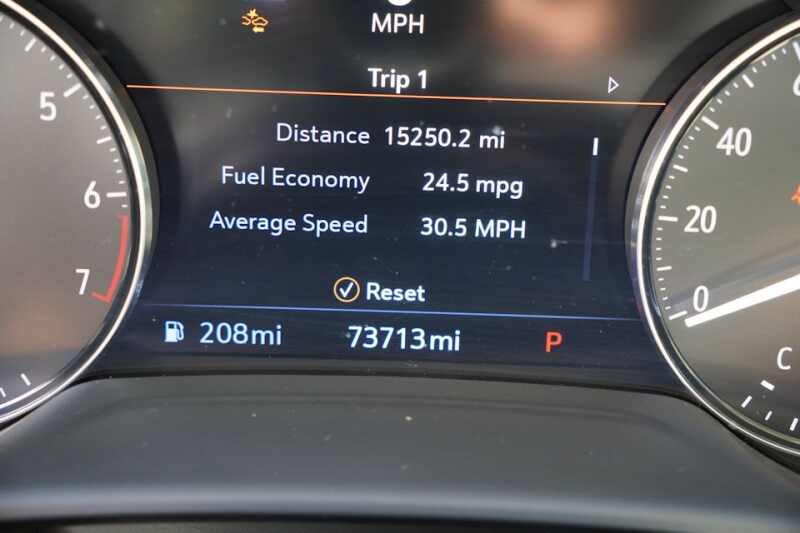 MPH
Trip 1
Distance 15250.2 mi
Fuel Economy 24.5 mpg
Average Speed 30.5 MPH
Reset
208mi 73713mi P
5
6
7
40
20
0
C